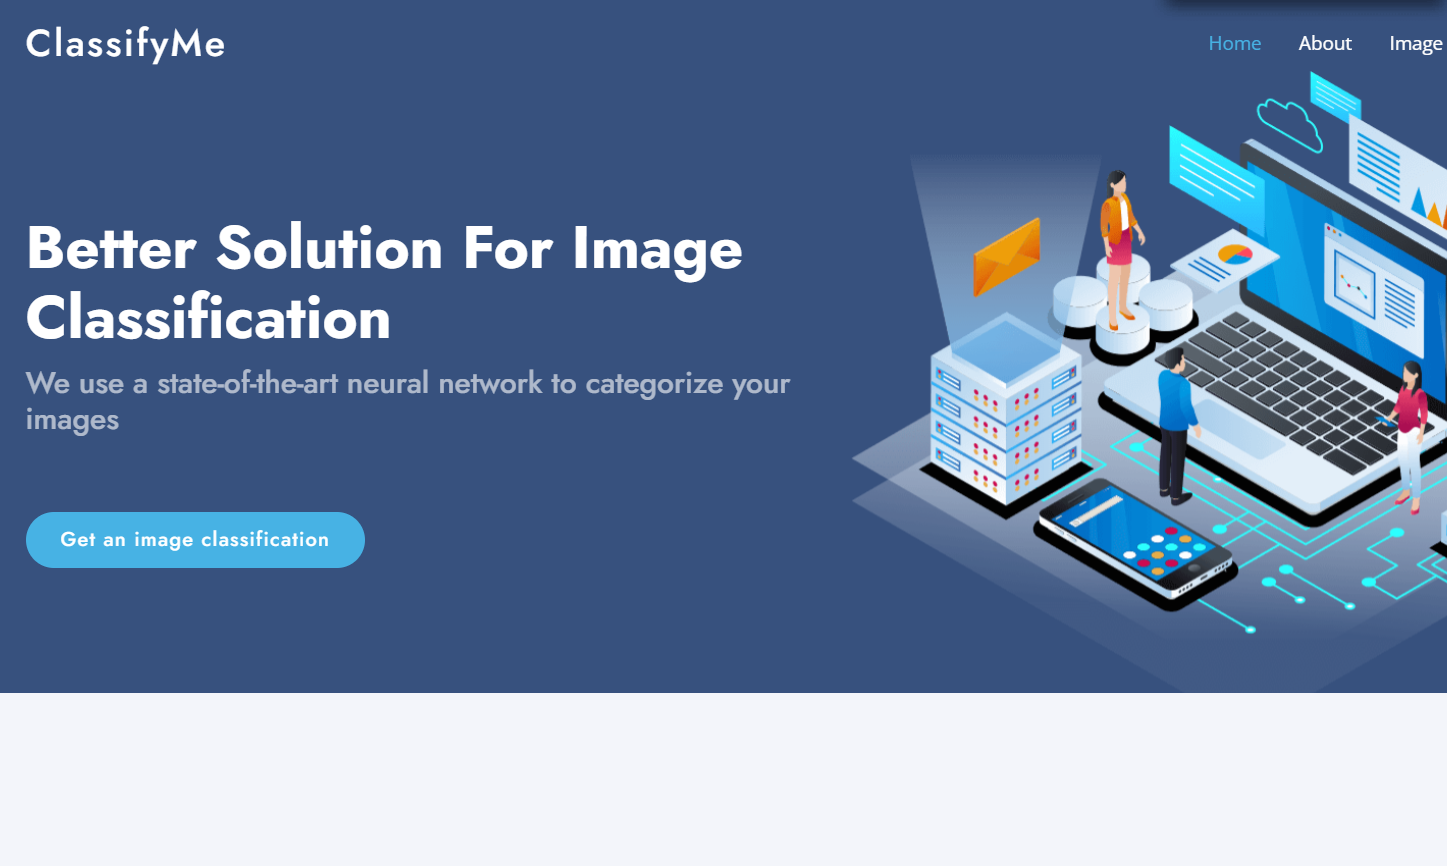 ClassifyMe
Home About Image
Better Solution For Image
Classification
We use a state-of-the-art neural network to categorize your
images
Get an image classification